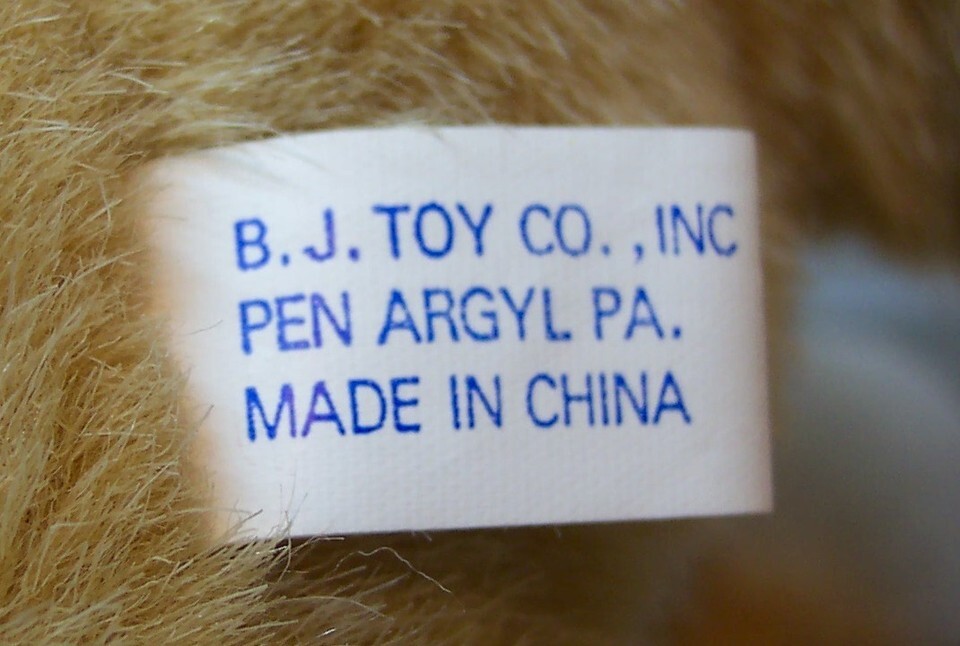 B.J. TOY CO. , INC
PEN ARGYL PA.
MADE IN CHINA